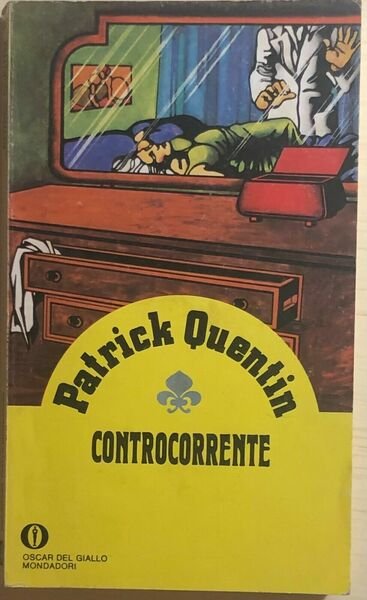 Patrick Quentin
CONTROCORRENTE
OSCAR DEL GIALLO
MONDADORI